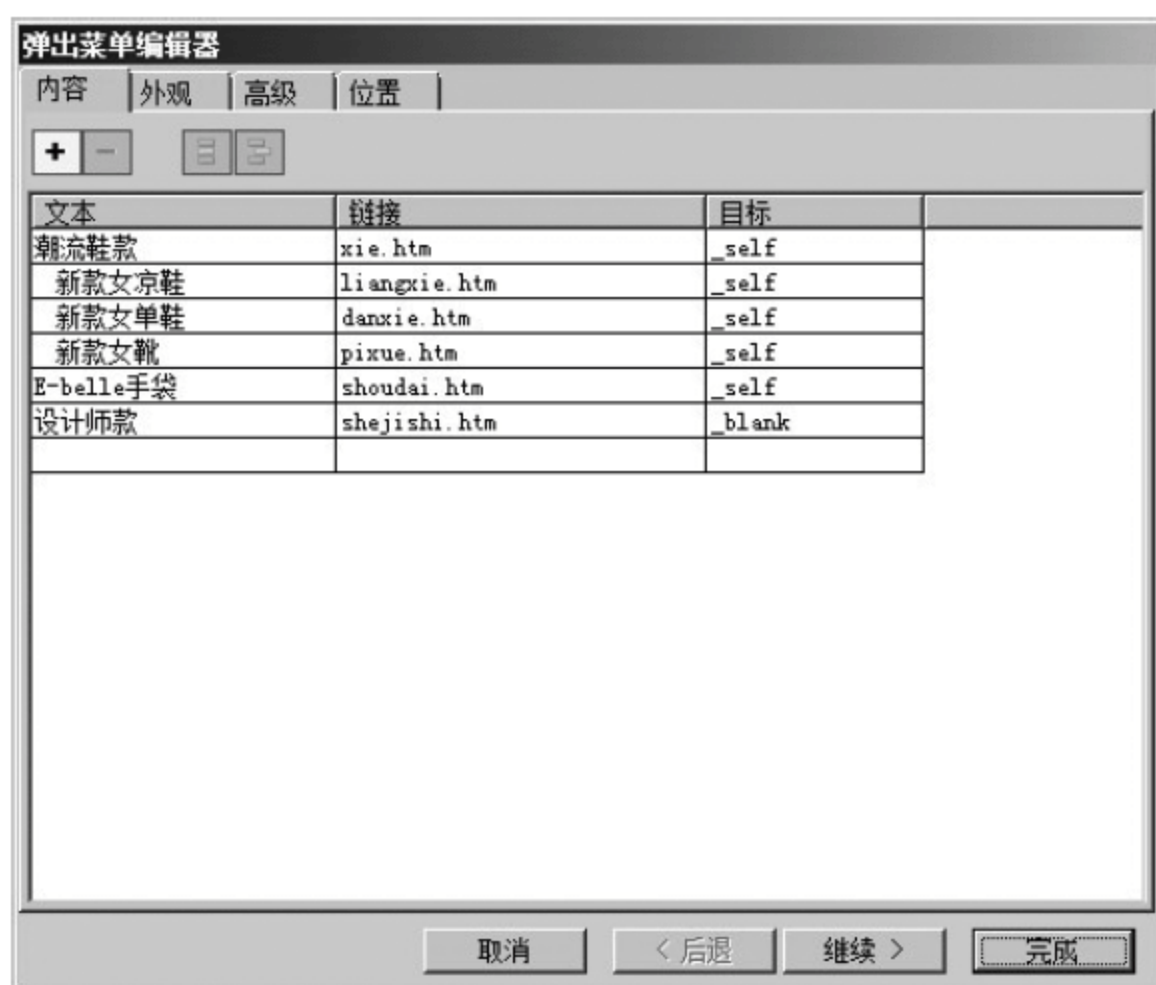 弹出菜单编辑器
内容 外观 高级 位置
+ −
文本 链接 目标
潮流鞋款 xie.htm _self
新款女凉鞋 liangxie.htm _self
新款女单鞋 danxie.htm _self
新款女靴 pixue.htm _self
E-belle手袋 shoudai.htm _self
设计师款 shejishi.htm _blank
取消 < 后退 继续 > 完成